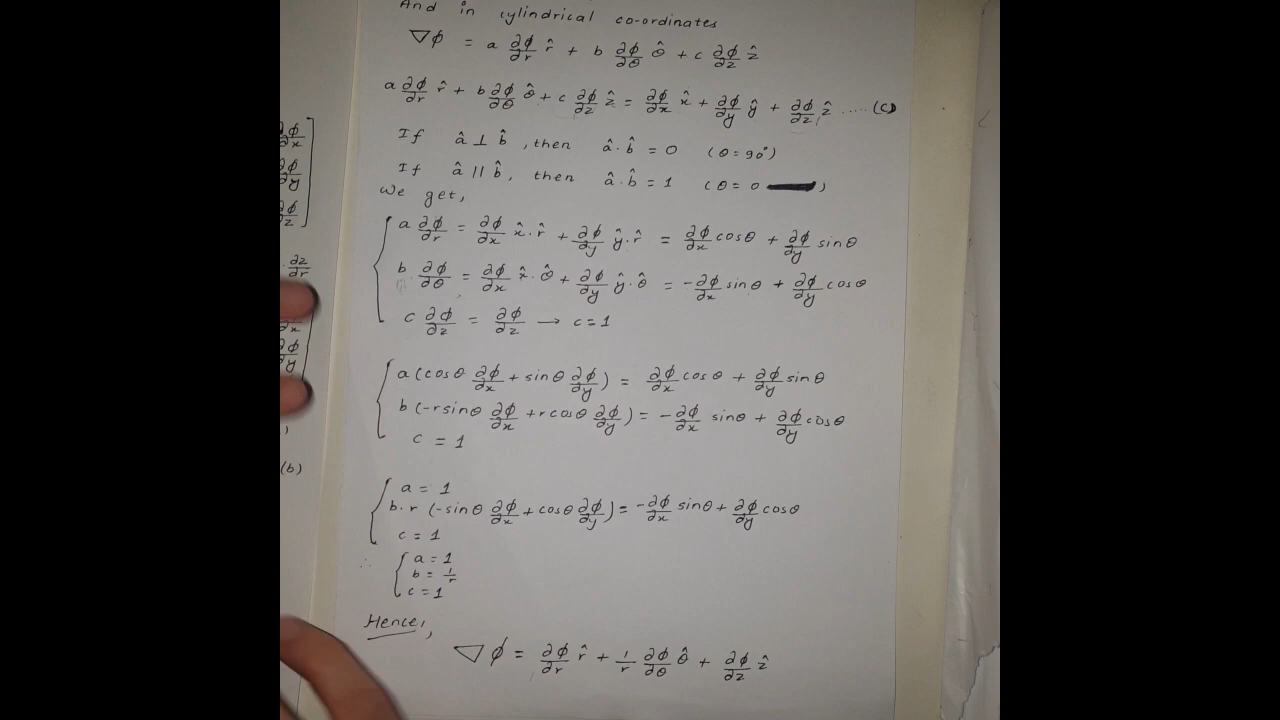 And in cylindrical co-ordinates
▽ϕ = a ∂ϕ/∂r r̂ + b ∂ϕ/∂θ θ̂ + c ∂ϕ/∂z ẑ
a ∂ϕ/∂r r̂ + b ∂ϕ/∂θ θ̂ + c ∂ϕ/∂z ẑ = ∂ϕ/∂x x̂ + ∂ϕ/∂y ŷ + ∂ϕ/∂z ẑ ..... (c)
If â ⊥ b̂ , then â . b̂ = 0 (θ = 90°)
If â || b̂, then â . b̂ = 1 (θ = 0 )
We get,
a ∂ϕ/∂r = ∂ϕ/∂x x̂ . r̂ + ∂ϕ/∂y ŷ . r̂ = ∂ϕ/∂x cosθ + ∂ϕ/∂y sinθ
b ∂ϕ/∂θ = ∂ϕ/∂x x̂ . θ̂ + ∂ϕ/∂y ŷ . θ̂ = -∂ϕ/∂x sinθ + ∂ϕ/∂y cosθ
c ∂ϕ/∂z = ∂ϕ/∂z → c = 1
a (cosθ ∂ϕ/∂x + sinθ ∂ϕ/∂y) = ∂ϕ/∂x cosθ + ∂ϕ/∂y sinθ
b (-rsinθ ∂ϕ/∂x + rcosθ ∂ϕ/∂y) = -∂ϕ/∂x sinθ + ∂ϕ/∂y cosθ
c = 1
a = 1
b . r (-sinθ ∂ϕ/∂x + cosθ ∂ϕ/∂y) = -∂ϕ/∂x sinθ + ∂ϕ/∂y cosθ
c = 1
∴ a = 1
b = 1/r
c = 1
Hence,
▽ϕ = ∂ϕ/∂r r̂ + 1/r ∂ϕ/∂θ θ̂ + ∂ϕ/∂z ẑ
∂ϕ/∂x
∂ϕ/∂y
∂ϕ/∂z
. ∂z/∂r
∂ϕ/∂y
(b)